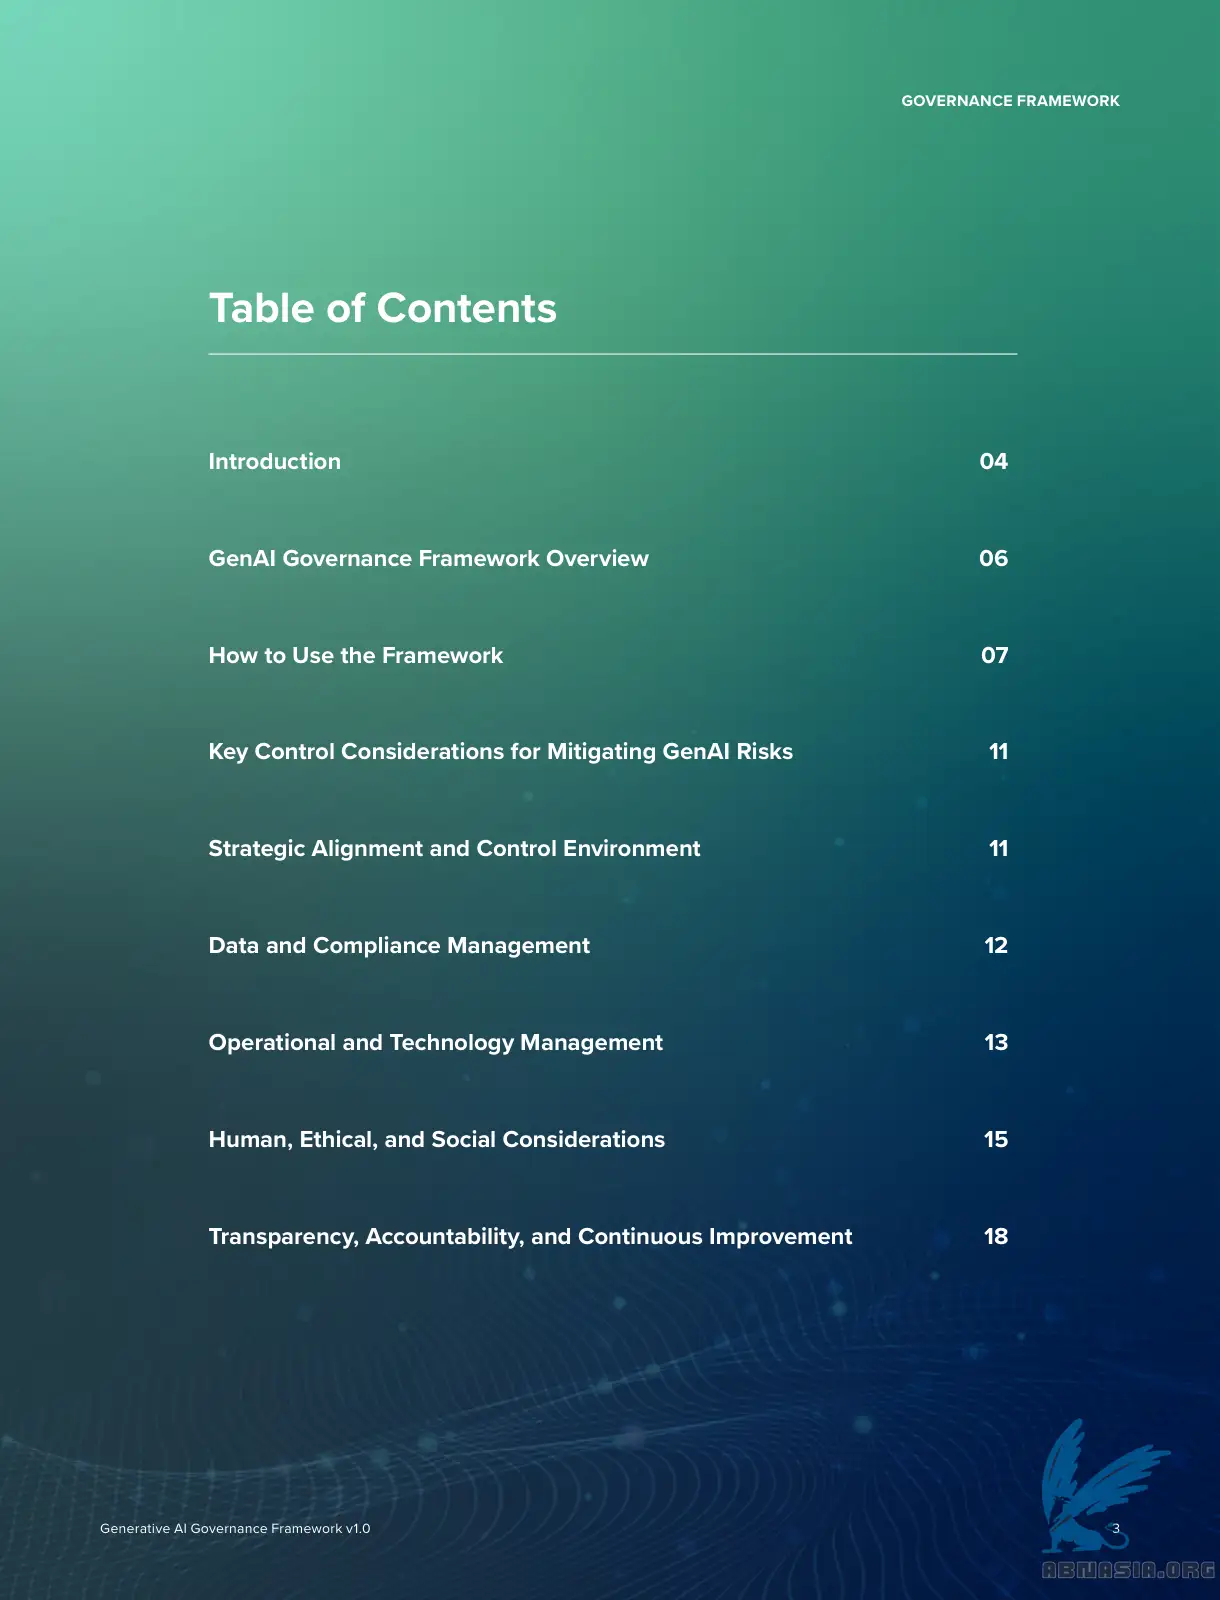 GOVERNANCE FRAMEWORK
Table of Contents
Introduction 04
GenAI Governance Framework Overview 06
How to Use the Framework 07
Key Control Considerations for Mitigating GenAI Risks 11
Strategic Alignment and Control Environment 11
Data and Compliance Management 12
Operational and Technology Management 13
Human, Ethical, and Social Considerations 15
Transparency, Accountability, and Continuous Improvement 18
Generative AI Governance Framework v1.0 3
ABNASIA.ORG